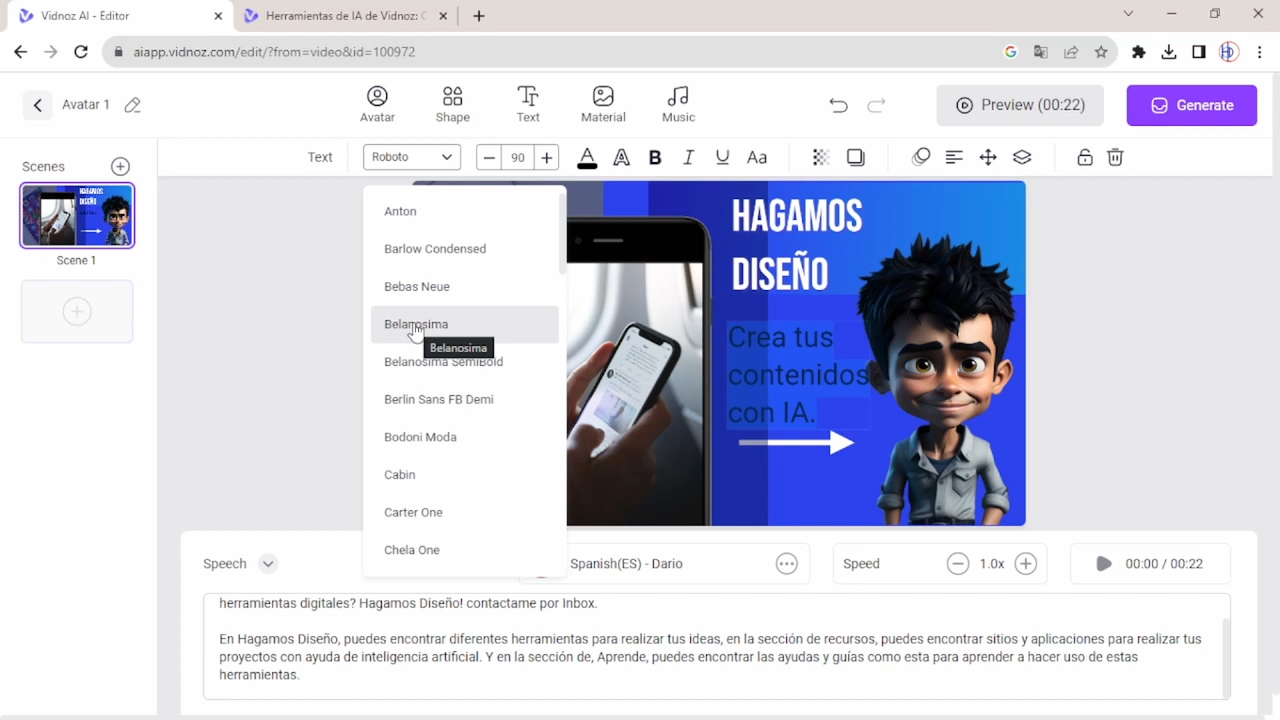 Vidnoz AI - Editor
Herramientas de IA de Vidnoz: C
aiapp.vidnoz.com/edit/?from=video&id=100972
Avatar 1
Avatar
Shape
Text
Material
Music
Preview (00:22)
Generate
Scenes
Text
Roboto
90
Aa
Scene 1
Anton
Barlow Condensed
Bebas Neue
Belanosima
Belanosima
Belanosima SemiBold
Berlin Sans FB Demi
Bodoni Moda
Cabin
Carter One
Chela One
HAGAMOS
DISEÑO
Crea tus
contenidos
con IA.
Speech
Spanish(ES) - Dario
Speed
1.0x
00:00 / 00:22
herramientas digitales? Hagamos Diseño! contactame por Inbox.
En Hagamos Diseño, puedes encontrar diferentes herramientas para realizar tus ideas, en la sección de recursos, puedes encontrar sitios y aplicaciones para realizar tus
proyectos con ayuda de inteligencia artificial. Y en la sección de, Aprende, puedes encontrar las ayudas y guías como esta para aprender a hacer uso de estas
herramientas.